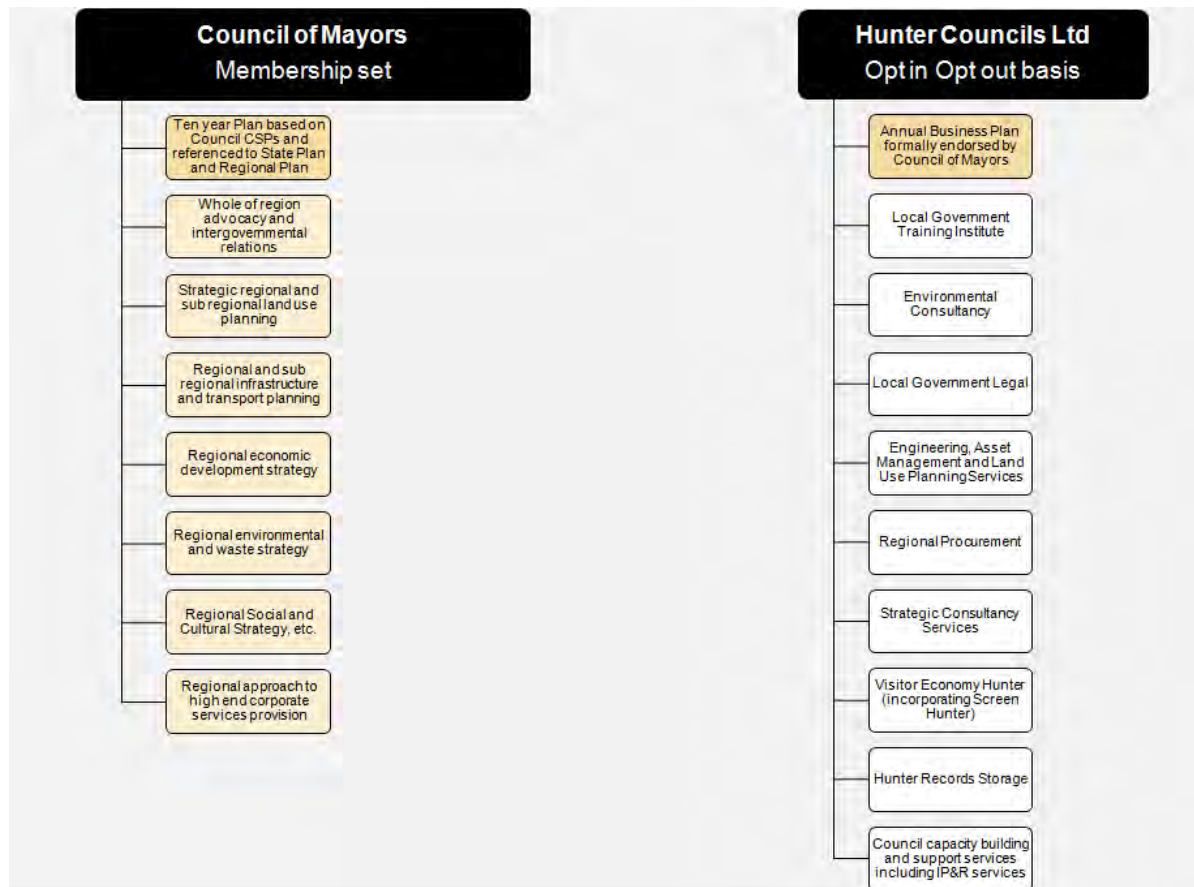 Council of Mayors
Membership set
Ten year Plan based on
Council CSPs and
referenced to State Plan
and Regional Plan
Whole of region
advocacy and
intergovernmental
relations
Strategic regional and
sub regional land use
planning
Regional and sub
regional infrastructure
and transport planning
Regional economic
development strategy
Regional environmental
and waste strategy
Regional Social and
Cultural Strategy, etc.
Regional approach to
high end corporate
services provision
Hunter Councils Ltd
Opt in Opt out basis
Annual Business Plan
formally endorsed by
Council of Mayors
Local Government
Training Institute
Environmental
Consultancy
Local Government Legal
Engineering, Asset
Management and Land
Use Planning Services
Regional Procurement
Strategic Consultancy
Services
Visitor Economy Hunter
(incorporating Screen
Hunter)
Hunter Records Storage
Council capacity building
and support services
including IP&R services